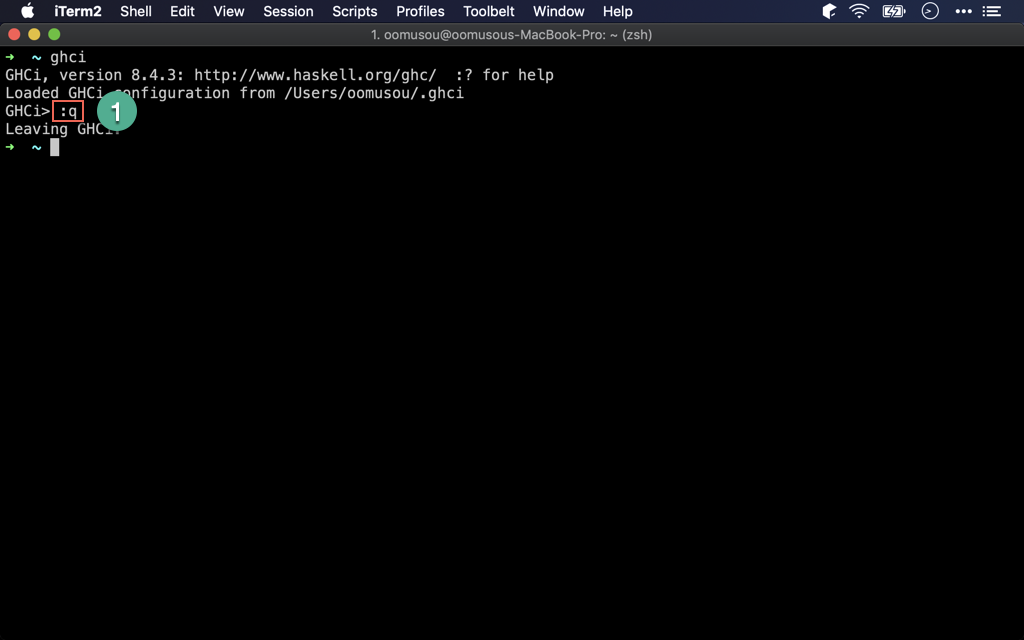 iTerm2 Shell Edit View Session Scripts Profiles Toolbelt Window Help
1. oomusou@oomusous-MacBook-Pro: ~ (zsh)
➜ ~ ghci
GHCi, version 8.4.3: http://www.haskell.org/ghc/ :? for help
Loaded GHCi configuration from /Users/oomusou/.ghci
GHCi> :q 1
Leaving GHCi.
➜ ~